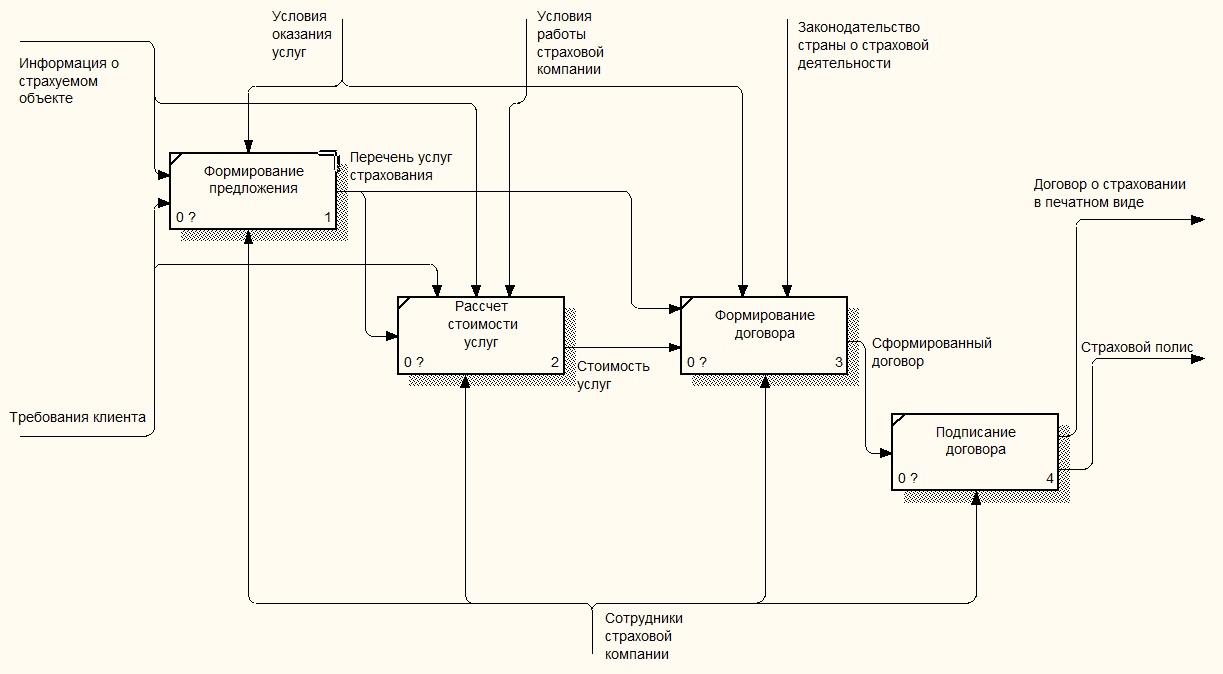 Условия
оказания
услуг
Условия
работы
страховой
компании
Законодательство
страны о страховой
деятельности
Информация о
страхуемом
объекте
Формирование
предложения
0 ?
1
Перечень услуг
страхования
Договор о страховании
в печатном виде
Рассчет
стоимости
услуг
0 ?
2
Стоимость
услуг
Формирование
договора
0 ?
3
Сформированный
договор
Страховой полис
Требования клиента
Подписание
договора
0 ?
4
Сотрудники
страховой
компании